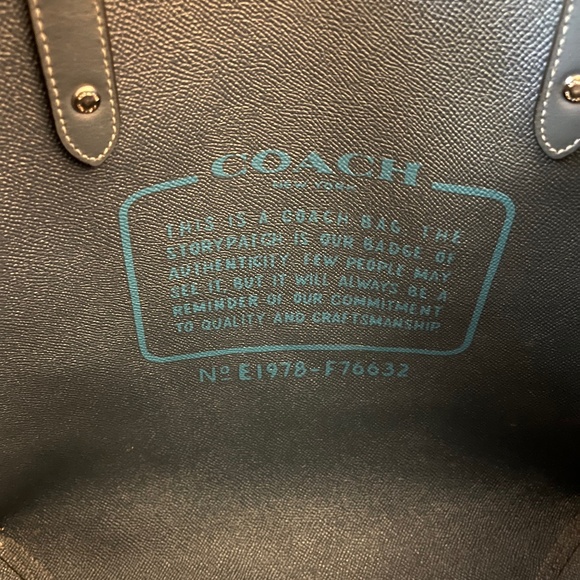 COACH
NEW YORK
THIS IS A COACH BAG. THE
STORYPATCH IS OUR BADGE OF
AUTHENTICITY. FEW PEOPLE MAY
SEE IT, BUT IT WILL ALWAYS BE A
REMINDER OF OUR COMMITMENT
TO QUALITY AND CRAFTSMANSHIP
Nº E1978-F76632